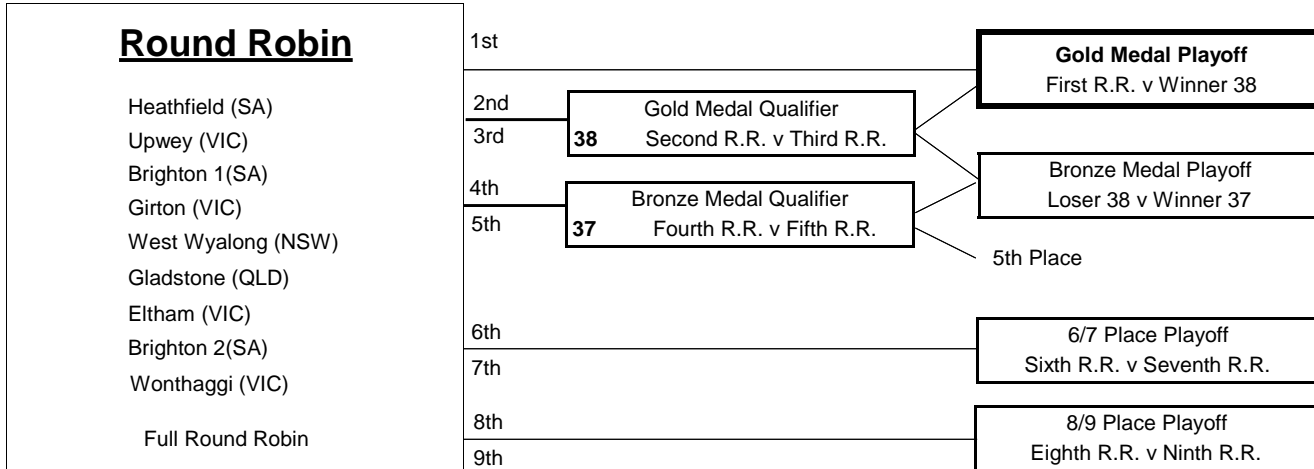 Round Robin
Heathfield (SA)
Upwey (VIC)
Brighton 1(SA)
Girton (VIC)
West Wyalong (NSW)
Gladstone (QLD)
Eltham (VIC)
Brighton 2(SA)
Wonthaggi (VIC)
Full Round Robin
1st
2nd
3rd
4th
5th
6th
7th
8th
9th
Gold Medal Qualifier
38 Second R.R. v Third R.R.
Bronze Medal Qualifier
37 Fourth R.R. v Fifth R.R.
Gold Medal Playoff
First R.R. v Winner 38
Bronze Medal Playoff
Loser 38 v Winner 37
5th Place
6/7 Place Playoff
Sixth R.R. v Seventh R.R.
8/9 Place Playoff
Eighth R.R. v Ninth R.R.